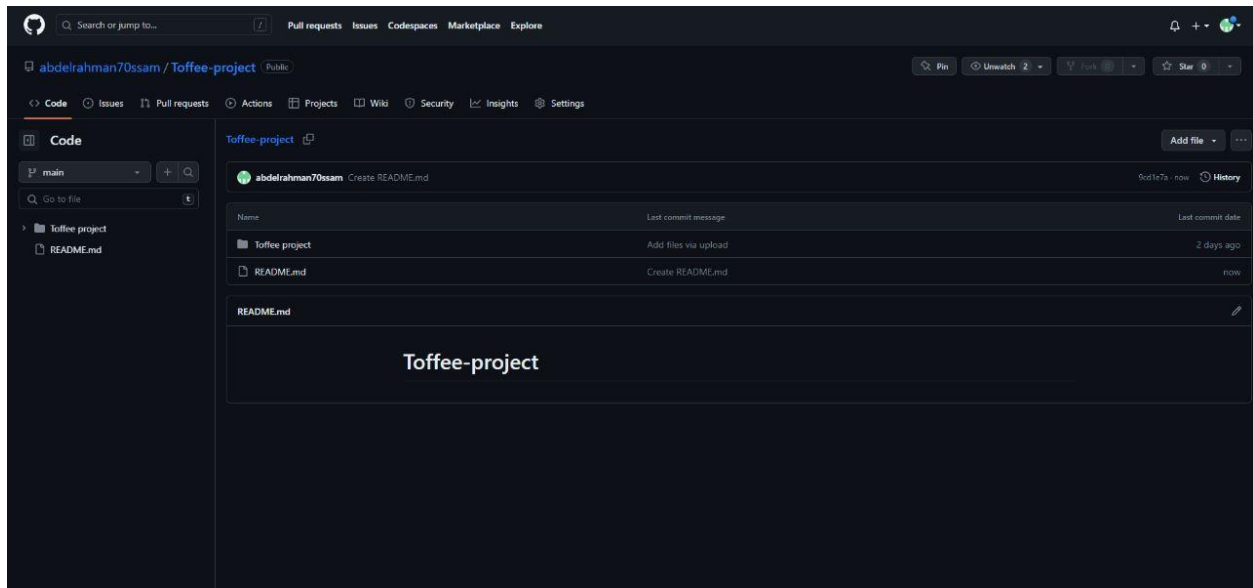 Search or jump to... / Pull requests Issues Codespaces Marketplace Explore
abdelrahman70ssam / Toffee-project Public Pin Unwatch 2 Fork Star 0
Code Issues Pull requests Actions Projects Wiki Security Insights Settings
Code Toffee-project Add file
main
abdelrahman70ssam Create README.md 9cd1e7a · now History
Go to file t
Name Last commit message Last commit date
Toffee project
Toffee project Add files via upload 2 days ago
README.md
README.md Create README.md now
README.md
Toffee-project